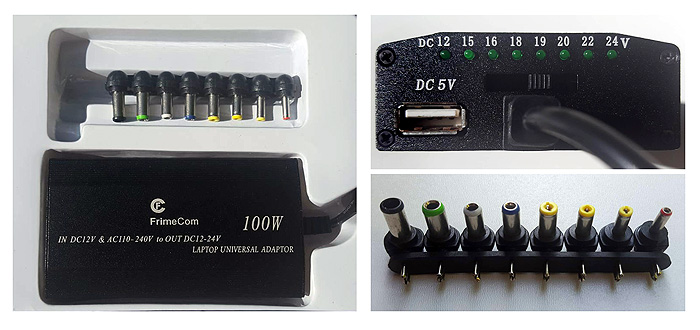 FrimeCom
100W
IN DC12V & AC110-240V to OUT DC12-24V
LAPTOP UNIVERSAL ADAPTOR
DC 12 15 16 18 19 20 22 24 V
DC 5V